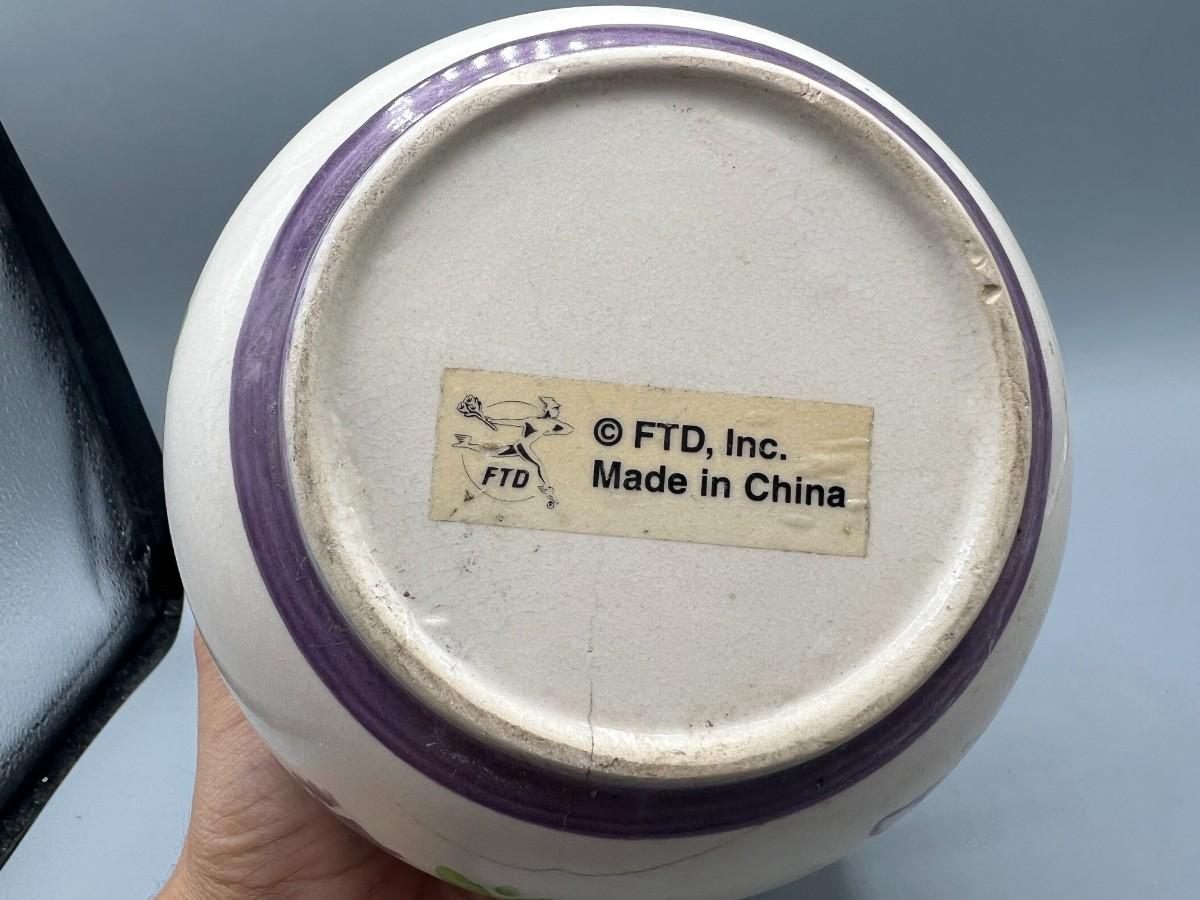 FTD
®
© FTD, Inc.
Made in China